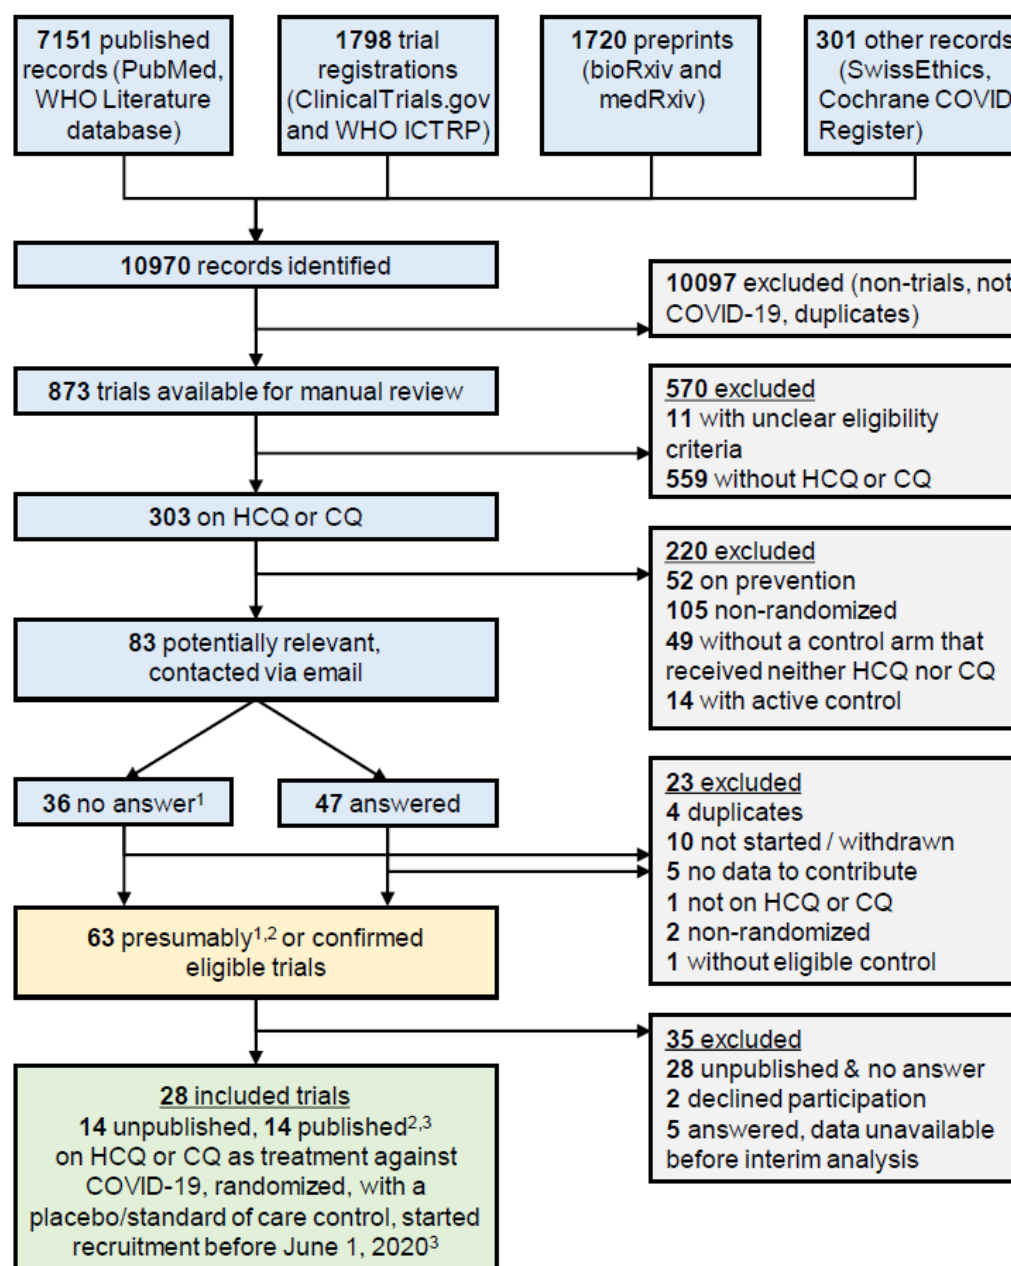 7151 published
records (PubMed,
WHO Literature
database)
1798 trial
registrations
(ClinicalTrials.gov
and WHO ICTRP)
1720 preprints
(bioRxiv and
medRxiv)
301 other records
(SwissEthics,
Cochrane COVID
Register)
10970 records identified
10097 excluded (non-trials, not
COVID-19, duplicates)
873 trials available for manual review
570 excluded
11 with unclear eligibility
criteria
559 without HCQ or CQ
303 on HCQ or CQ
220 excluded
52 on prevention
105 non-randomized
49 without a control arm that
received neither HCQ nor CQ
14 with active control
83 potentially relevant,
contacted via email
36 no answer¹
47 answered
23 excluded
4 duplicates
10 not started / withdrawn
5 no data to contribute
1 not on HCQ or CQ
2 non-randomized
1 without eligible control
63 presumably¹,² or confirmed
eligible trials
35 excluded
28 unpublished & no answer
2 declined participation
5 answered, data unavailable
before interim analysis
28 included trials
14 unpublished, 14 published²,³
on HCQ or CQ as treatment against
COVID-19, randomized, with a
placebo/standard of care control, started
recruitment before June 1, 2020³